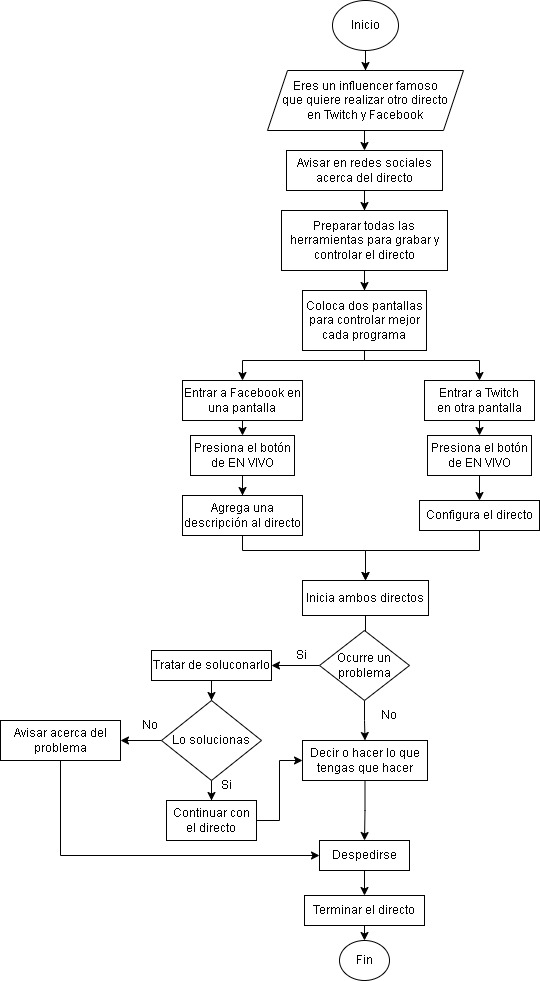 Inicio
Eres un influencer famoso
que quiere realizar otro directo
en Twitch y Facebook
Avisar en redes sociales
acerca del directo
Preparar todas las
herramientas para grabar y
controlar el directo
Coloca dos pantallas
para controlar mejor
cada programa
Entrar a Facebook en
una pantalla
Entrar a Twitch
en otra pantalla
Presiona el botón
de EN VIVO
Presiona el botón
de EN VIVO
Agrega una
descripción al directo
Configura el directo
Inicia ambos directos
Ocurre un
problema
Si
Tratar de soluconarlo
No
Lo solucionas
No
Avisar acerca del
problema
Si
Decir o hacer lo que
tengas que hacer
Continuar con
el directo
Despedirse
Terminar el directo
Fin